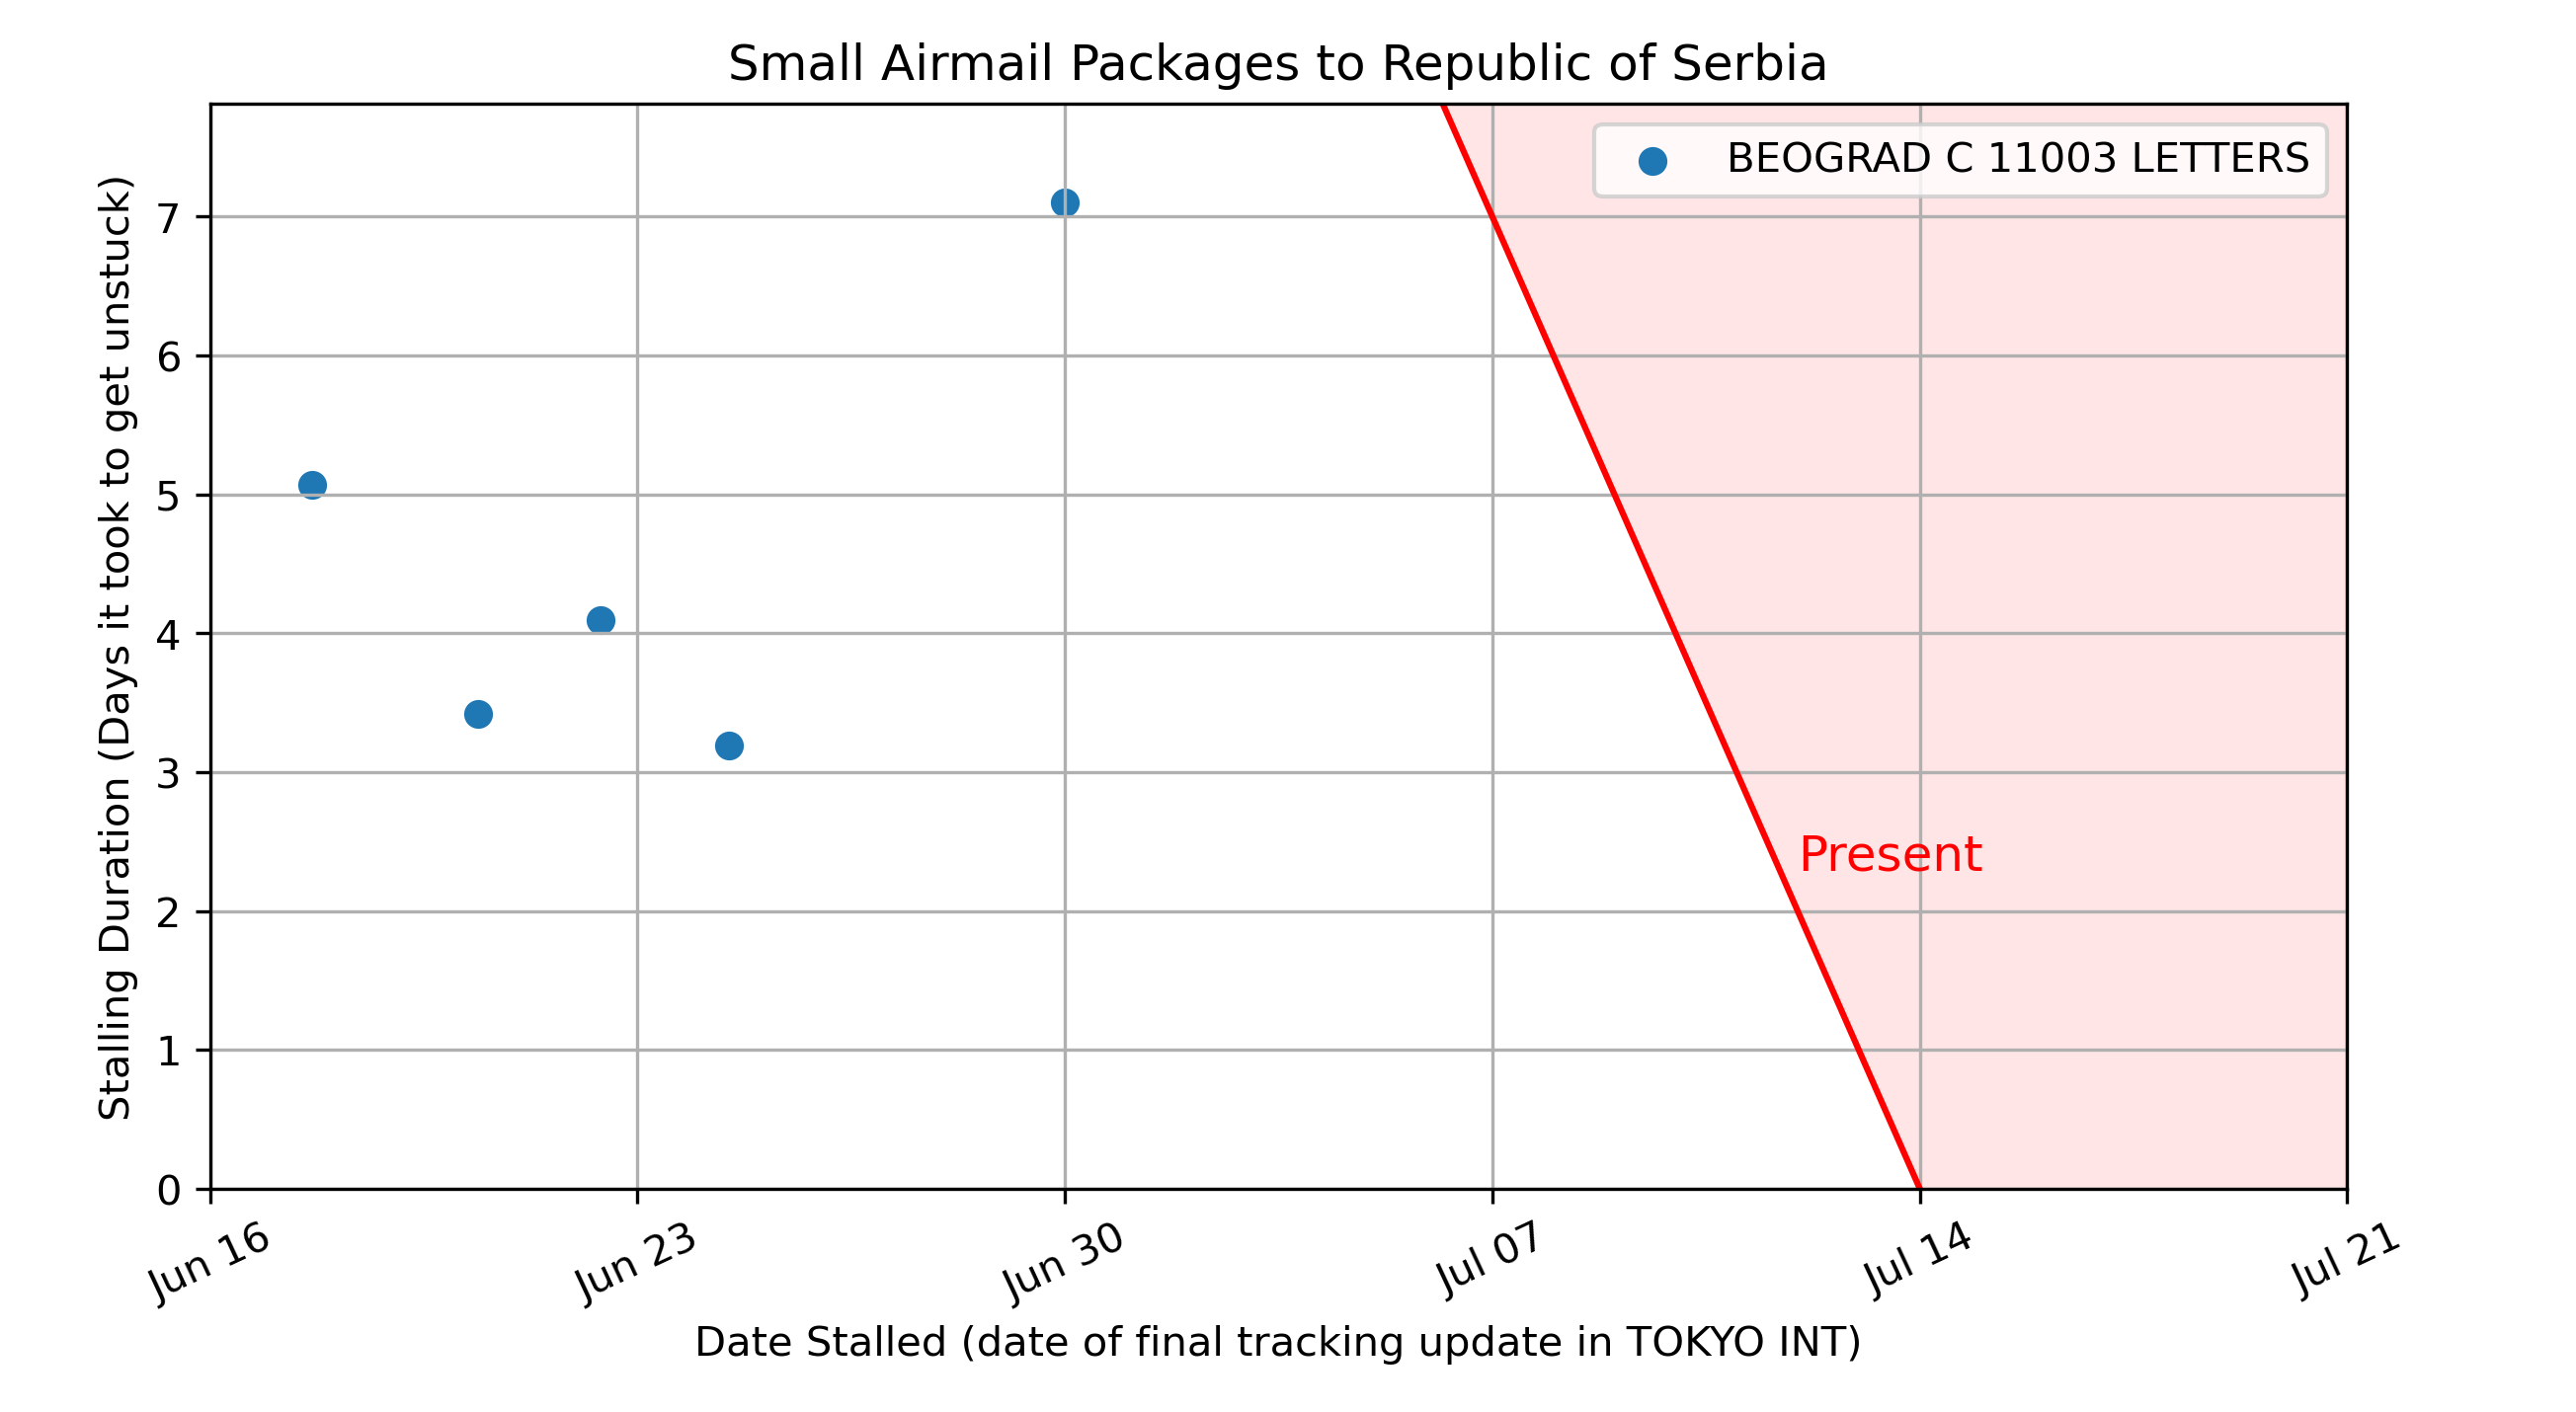 Small Airmail Packages to Republic of Serbia
BEOGRAD C 11003 LETTERS
Stalling Duration (Days it took to get unstuck)
7
6
5
4
3
2
1
0
Present
Jun 16
Jun 23
Jun 30
Jul 07
Jul 14
Jul 21
Date Stalled (date of final tracking update in TOKYO INT)